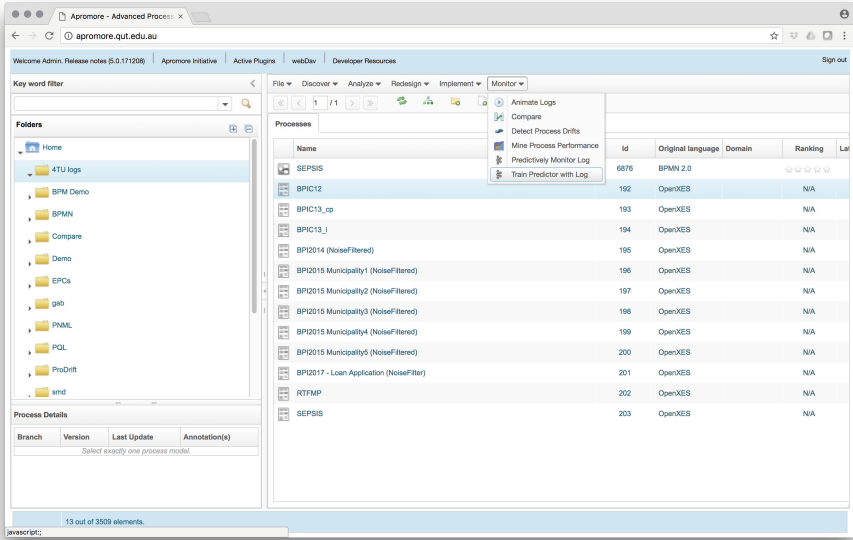 Apromore - Advanced Process
apromore.qut.edu.au
Welcome Admin. Release notes (5.0.171208) Apromore Initiative Active Plugins webDav Developer Resources Sign out
Key word filter
File Discover Analyze Redesign Implement Monitor
1 / 1
Folders
Home
4TU logs
BPM Demo
BPMN
Compare
Demo
EPCs
gab
PNML
PQL
ProDrift
smd
Process Details
Branch Version Last Update Annotation(s)
Select exactly one process model.
Animate Logs
Compare
Detect Process Drifts
Mine Process Performance
Predictively Monitor Log
Train Predictor with Log
Processes
Name Id Original language Domain Ranking Lat
SEPSIS 6876 BPMN 2.0
BPIC12 192 OpenXES N/A
BPIC13_cp 193 OpenXES N/A
BPIC13_i 194 OpenXES N/A
BPI2014 (NoiseFiltered) 195 OpenXES N/A
BPI2015 Municipality1 (NoiseFiltered) 196 OpenXES N/A
BPI2015 Municipality2 (NoiseFiltered) 197 OpenXES N/A
BPI2015 Municipality3 (NoiseFiltered) 198 OpenXES N/A
BPI2015 Municipality4 (NoiseFiltered) 199 OpenXES N/A
BPI2015 Municipality5 (NoiseFiltered) 200 OpenXES N/A
BPI2017 - Loan Application (NoiseFilter) 201 OpenXES N/A
RTFMP 202 OpenXES N/A
SEPSIS 203 OpenXES N/A
13 out of 3509 elements.
javascript:;